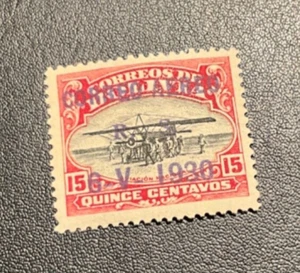 CORREOS DE
CORREO AEREO
R. S.
6-V-1930
15 15
QUINCE CENTAVOS